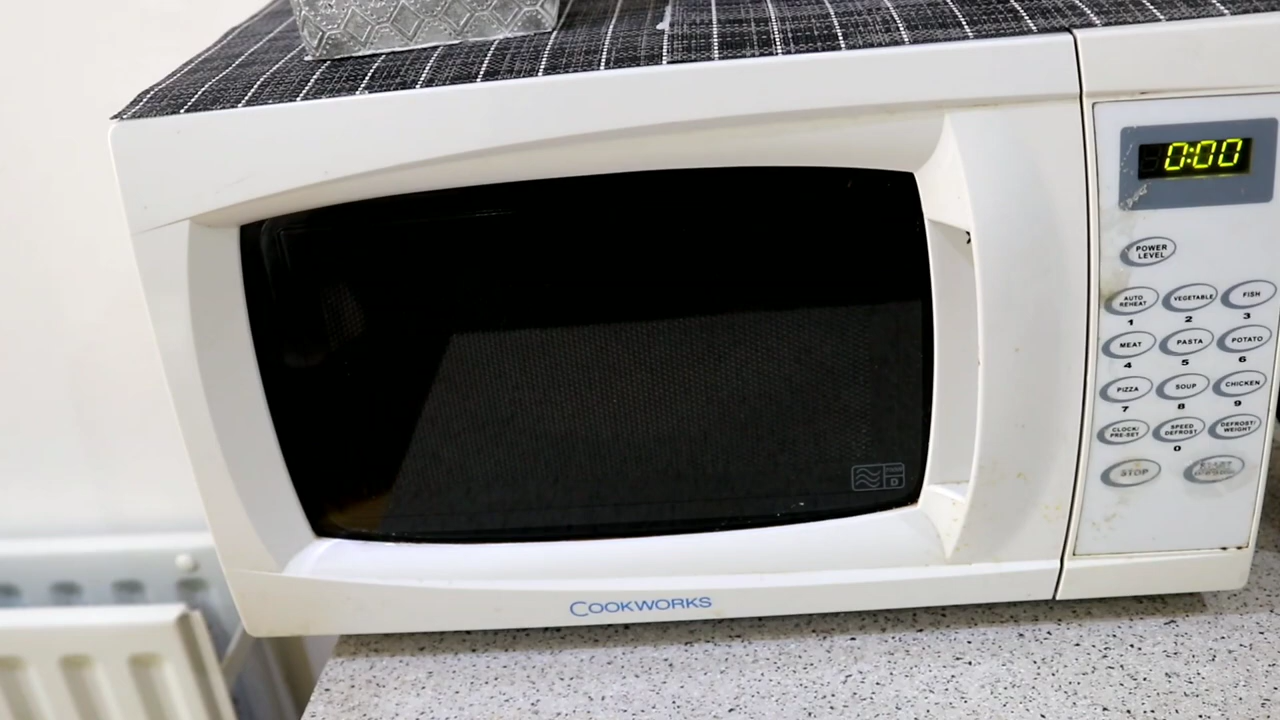 0:00
POWER
LEVEL
AUTO
REHEAT
VEGETABLE
FISH
1
2
3
MEAT
PASTA
POTATO
4
5
6
PIZZA
SOUP
CHICKEN
7
8
9
CLOCK/
PRE-SET
SPEED
DEFROST
DEFROST/
WEIGHT
0
STOP
START
D
COOKWORKS